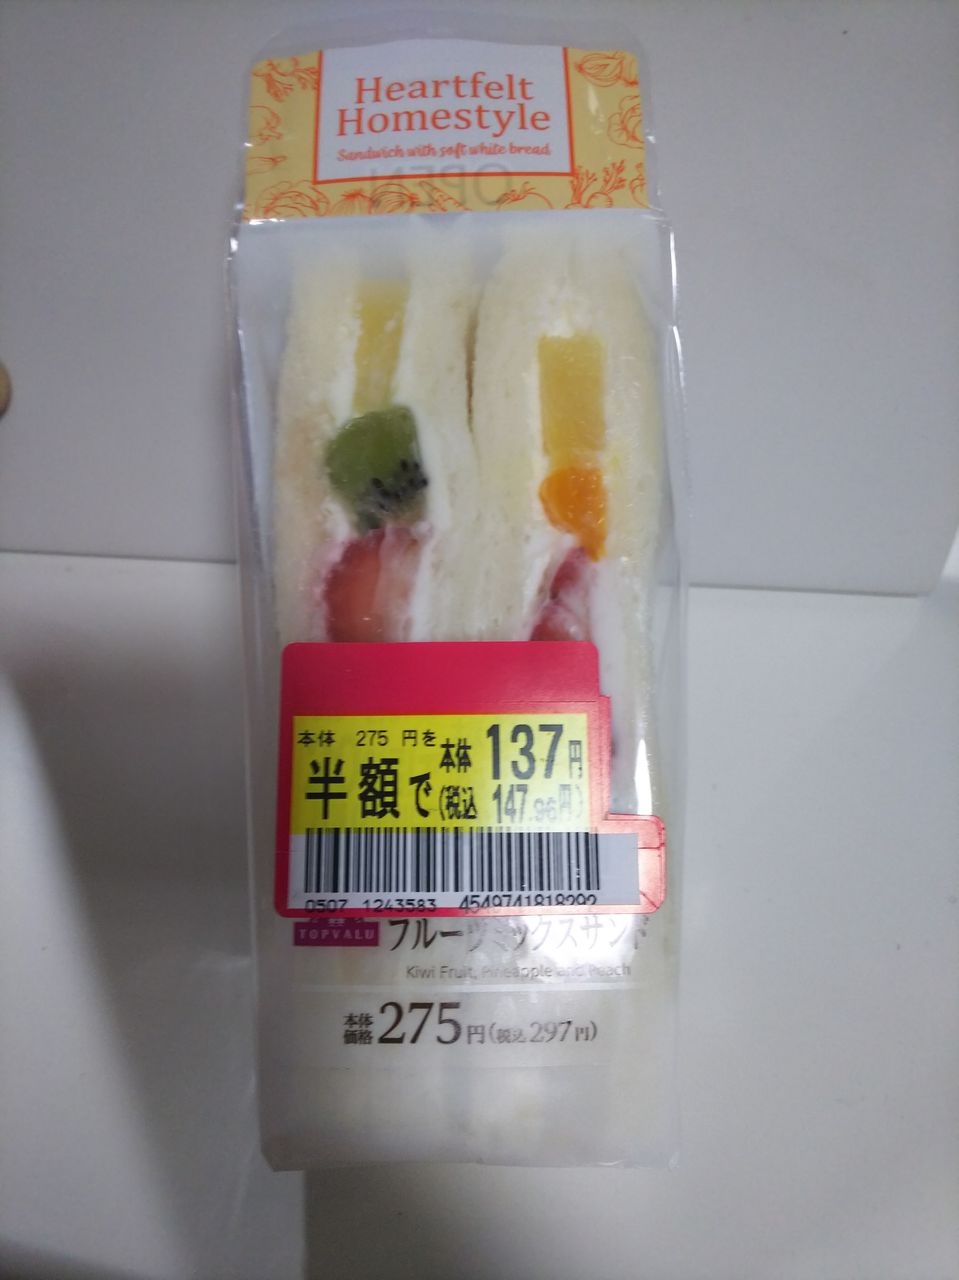 Heartfelt
Homestyle
Sandwich with soft white bread
OPEN
本体 275 円を
半額で
本体 137円
(税込 147.96円)
0507 1243583 4549741818292
TOPVALU
フルーツミックスサンド
Kiwi Fruit, Pineapple and Peach
本体価格 275円(税込297円)